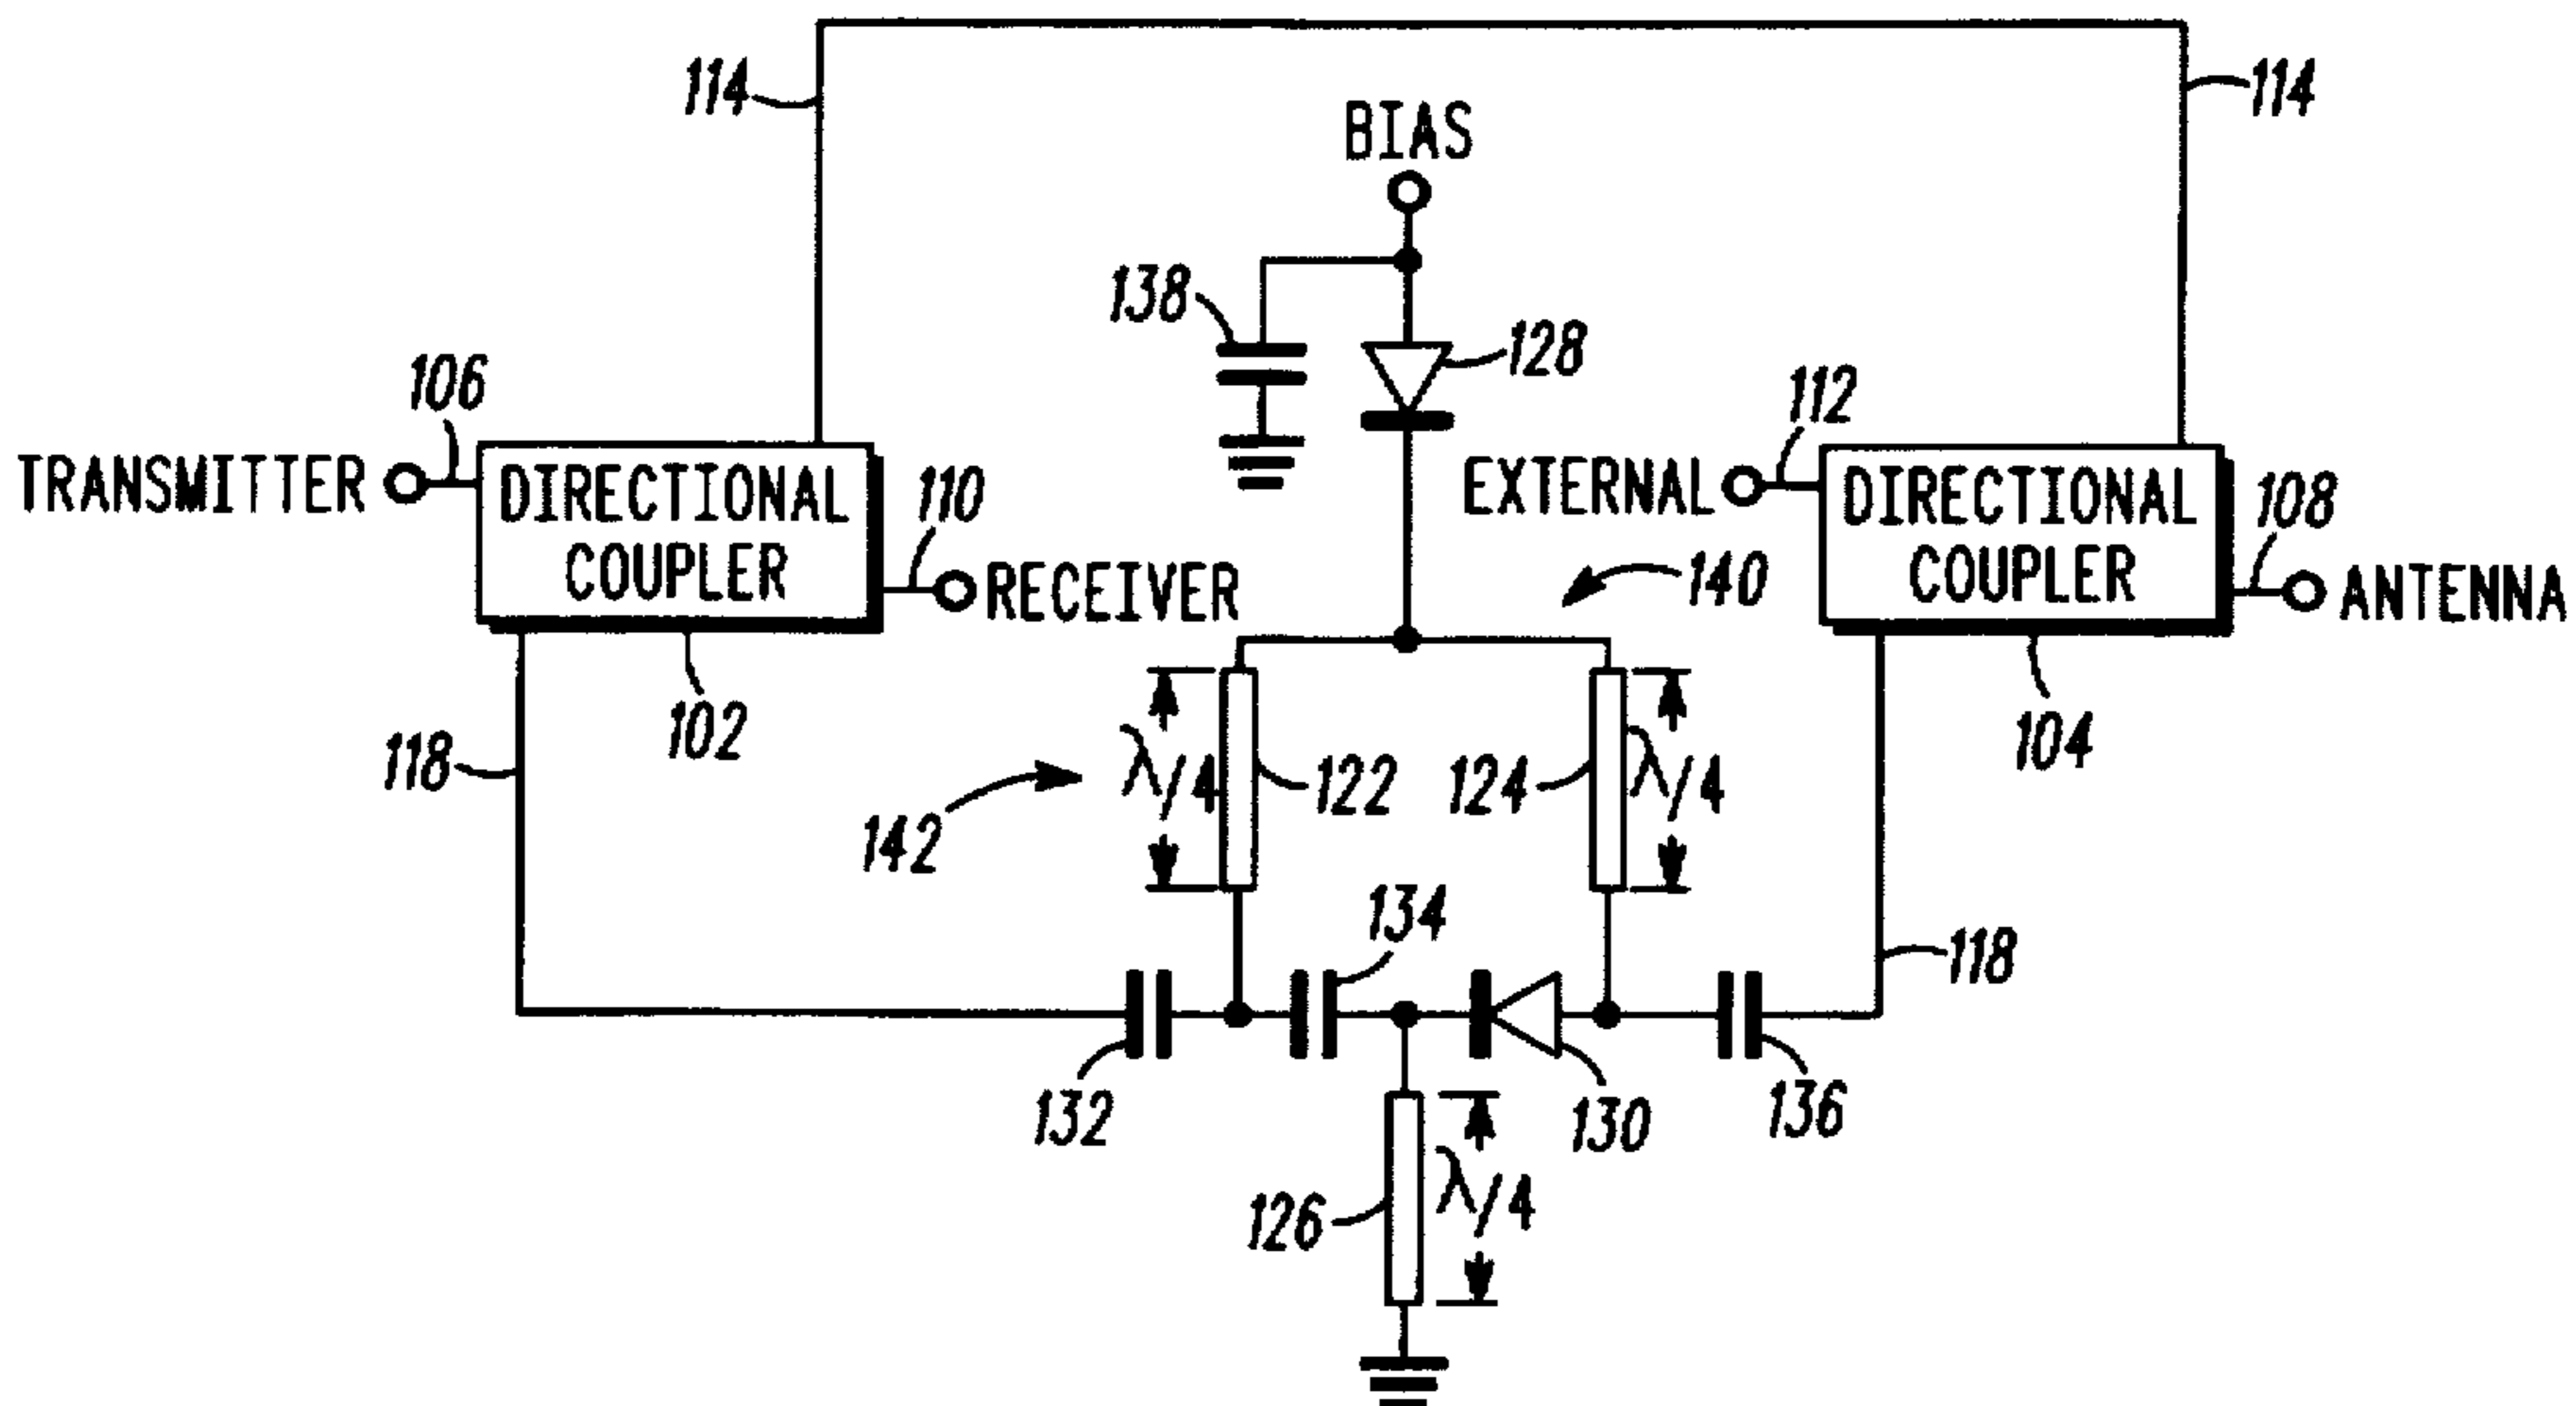 114
114
BIAS
138
128
106
112
TRANSMITTER
DIRECTIONAL
COUPLER
110
RECEIVER
EXTERNAL
DIRECTIONAL
COUPLER
108
ANTENNA
140
102
104
118
142
λ/4
122
124
λ/4
134
118
132
130
136
126
λ/4